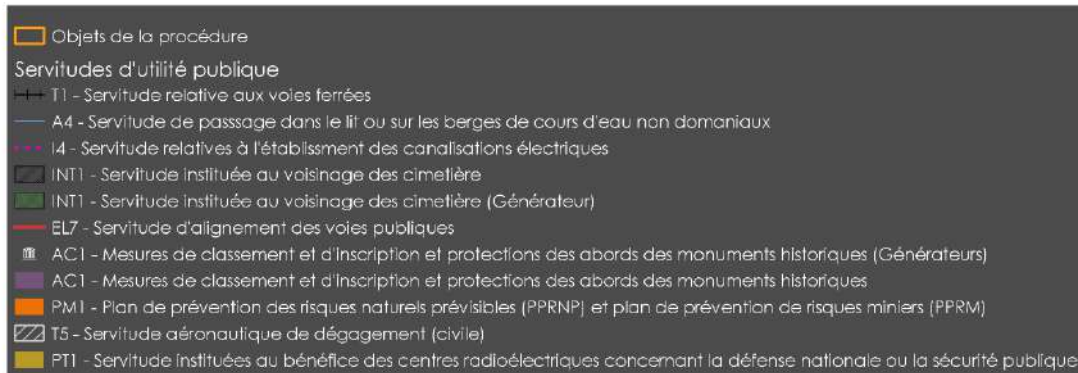 Objets de la procédure
Servitudes d'utilité publique
T1 - Servitude relative aux voies ferrées
A4 - Servitude de passsage dans le lit ou sur les berges de cours d'eau non domaniaux
I4 - Servitude relatives à l'établissment des canalisations électriques
INT1 - Servitude instituée au voisinage des cimetière
INT1 - Servitude instituée au voisinage des cimetière (Générateur)
EL7 - Servitude d'alignement des voies publiques
AC1 - Mesures de classement et d'inscription et protections des abords des monuments historiques (Générateurs)
AC1 - Mesures de classement et d'inscription et protections des abords des monuments historiques
PM1 - Plan de prévention des risques naturels prévisibles (PPRNP) et plan de prévention de risques miniers (PPRM)
T5 - Servitude aéronautique de dégagement (civile)
PT1 - Servitude instituées au bénéfice des centres radioélectriques concernant la défense nationale ou la sécurité publique